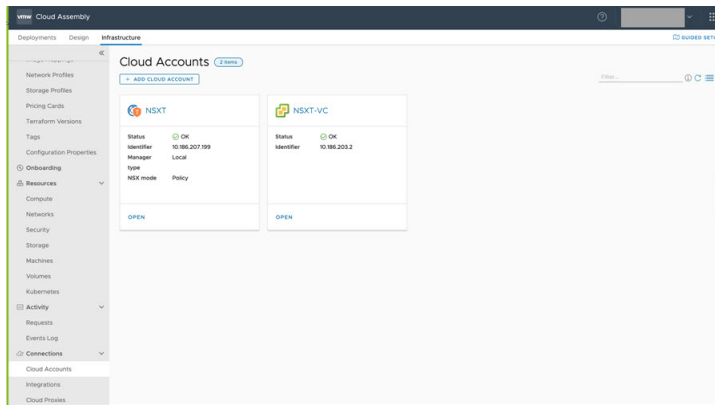 vmw Cloud Assembly
Deployments Design Infrastructure
GUIDED SETU
Network Profiles
Storage Profiles
Pricing Cards
Terraform Versions
Tags
Configuration Properties
Onboarding
Resources
Compute
Networks
Security
Storage
Machines
Volumes
Kubernetes
Activity
Requests
Events Log
Connections
Cloud Accounts
Integrations
Cloud Proxies
Cloud Accounts 2 items
+ ADD CLOUD ACCOUNT
Filter...
NSXT
Status OK
Identifier 10.186.207.199
Manager Local
type
NSX mode Policy
OPEN
NSXT-VC
Status OK
Identifier 10.186.203.2
OPEN